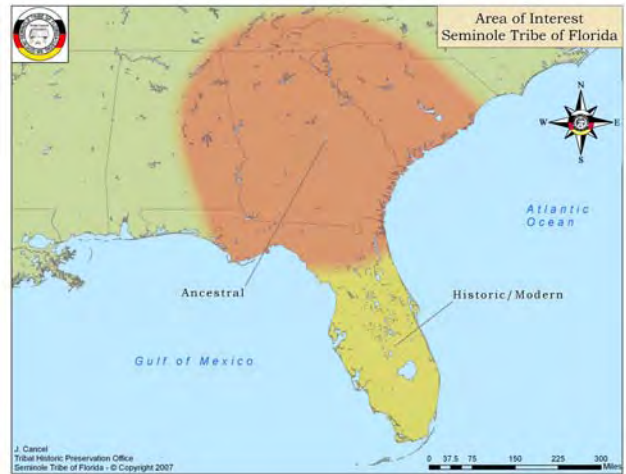 Area of Interest
Seminole Tribe of Florida
N
W
E
S
Atlantic
Ocean
Ancestral
Historic/Modern
Gulf of Mexico
J. Cancel
Tribal Historic Preservation Office
Seminole Tribe of Florida - © Copyright 2007
0 37.5 75 150 225 300
Miles